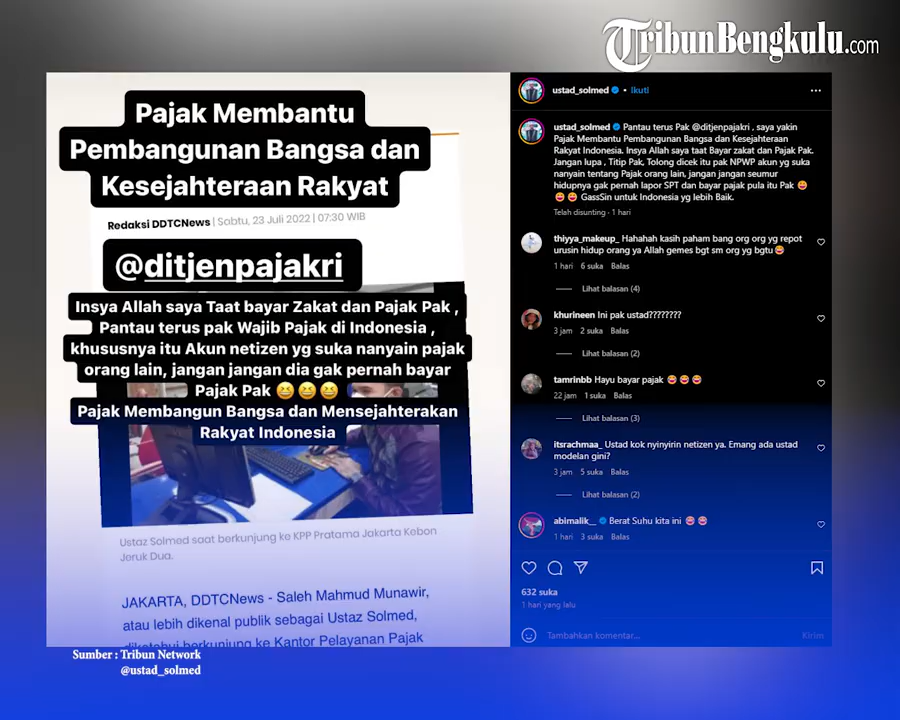 TribunBengkulu.com
Pajak Membantu
Pembangunan Bangsa dan
Kesejahteraan Rakyat
Redaksi DDTCNews | Sabtu, 23 Juli 2022 | 07:30 WIB
@ditjenpajakri
Insya Allah saya Taat bayar Zakat dan Pajak Pak ,
Pantau terus pak Wajib Pajak di Indonesia ,
khususnya itu Akun netizen yg suka nanyain pajak
orang lain, jangan jangan dia gak pernah bayar
Pajak Pak 😆😆😆
Pajak Membangun Bangsa dan Mensejahterakan
Rakyat Indonesia
Ustaz Solmed saat berkunjung ke KPP Pratama Jakarta Kebon
Jeruk Dua.
JAKARTA, DDTCNews - Saleh Mahmud Munawir,
atau lebih dikenal publik sebagai Ustaz Solmed,
diketahui berkunjung ke Kantor Pelayanan Pajak
Sumber : Tribun Network
@ustad_solmed
ustad_solmed • Ikuti
ustad_solmed Pantau terus Pak @ditjenpajakri , saya yakin
Pajak Membantu Pembangunan Bangsa dan Kesejahteraan
Rakyat Indonesia. Insya Allah saya taat Bayar zakat dan Pajak Pak.
Jangan lupa , Titip Pak, Tolong dicek itu pak NPWP akun yg suka
nanyain tentang Pajak orang lain, jangan jangan seumur
hidupnya gak pernah lapor SPT dan bayar pajak pula itu Pak 😝
😝 😝 GassSin untuk Indonesia yg lebih Baik.
Telah disunting · 1 hari
thiyya_makeup_ Hahahah kasih paham bang org org yg repot
urusin hidup orang ya Allah gemes bgt sm org yg bgtu😂
1 hari 6 suka Balas
Lihat balasan (4)
khurineen Ini pak ustad????????
3 jam 2 suka Balas
Lihat balasan (2)
tamrinbb Hayu bayar pajak 😂 😂 😂
22 jam 1 suka Balas
Lihat balasan (3)
itsrachmaa_ Ustad kok nyinyirin netizen ya. Emang ada ustad
modelan gini?
3 jam 5 suka Balas
Lihat balasan (2)
abimalik__ Berat Suhu kita ini
1 hari 3 suka Balas
632 suka
1 hari yang lalu
Tambahkan komentar...
Kirim